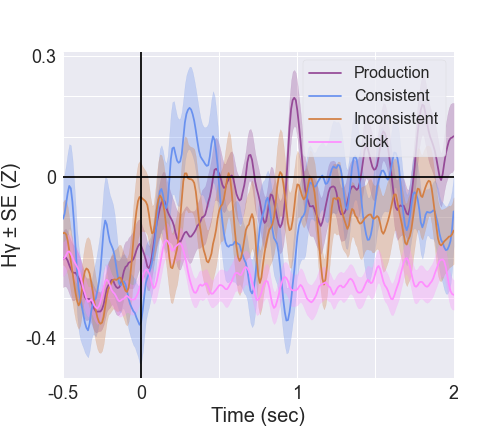 0.3
Production
Consistent
Inconsistent
Click
0
Hγ ± SE (Z)
-0.4
-0.5 0 1 2
Time (sec)